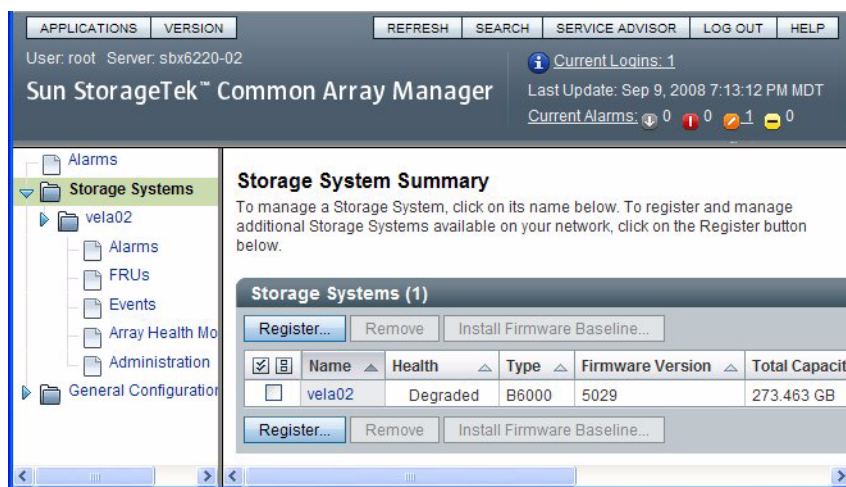 APPLICATIONS VERSION REFRESH SEARCH SERVICE ADVISOR LOG OUT HELP
User: root Server: sbx6220-02
Current Logins: 1
Sun StorageTek™ Common Array Manager
Last Update: Sep 9, 2008 7:13:12 PM MDT
Current Alarms: 0 0 1 0
Alarms
Storage Systems
vela02
Alarms
FRUs
Events
Array Health Mo
Administration
General Configuration
Storage System Summary
To manage a Storage System, click on its name below. To register and manage
additional Storage Systems available on your network, click on the Register button
below.
Storage Systems (1)
Register... Remove Install Firmware Baseline...
Name Health Type Firmware Version Total Capacit
vela02 Degraded B6000 5029 273.463 GB
Register... Remove Install Firmware Baseline...